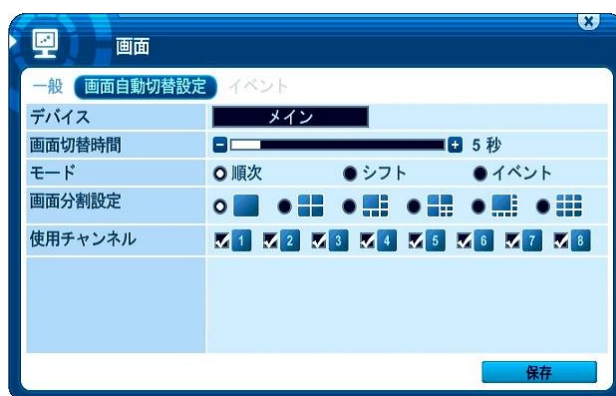 画面
一般 画面自動切替設定 イベント
デバイス メイン
画面切替時間 5 秒
モード 順次 シフト イベント
画面分割設定
使用チャンネル 1 2 3 4 5 6 7 8
保存